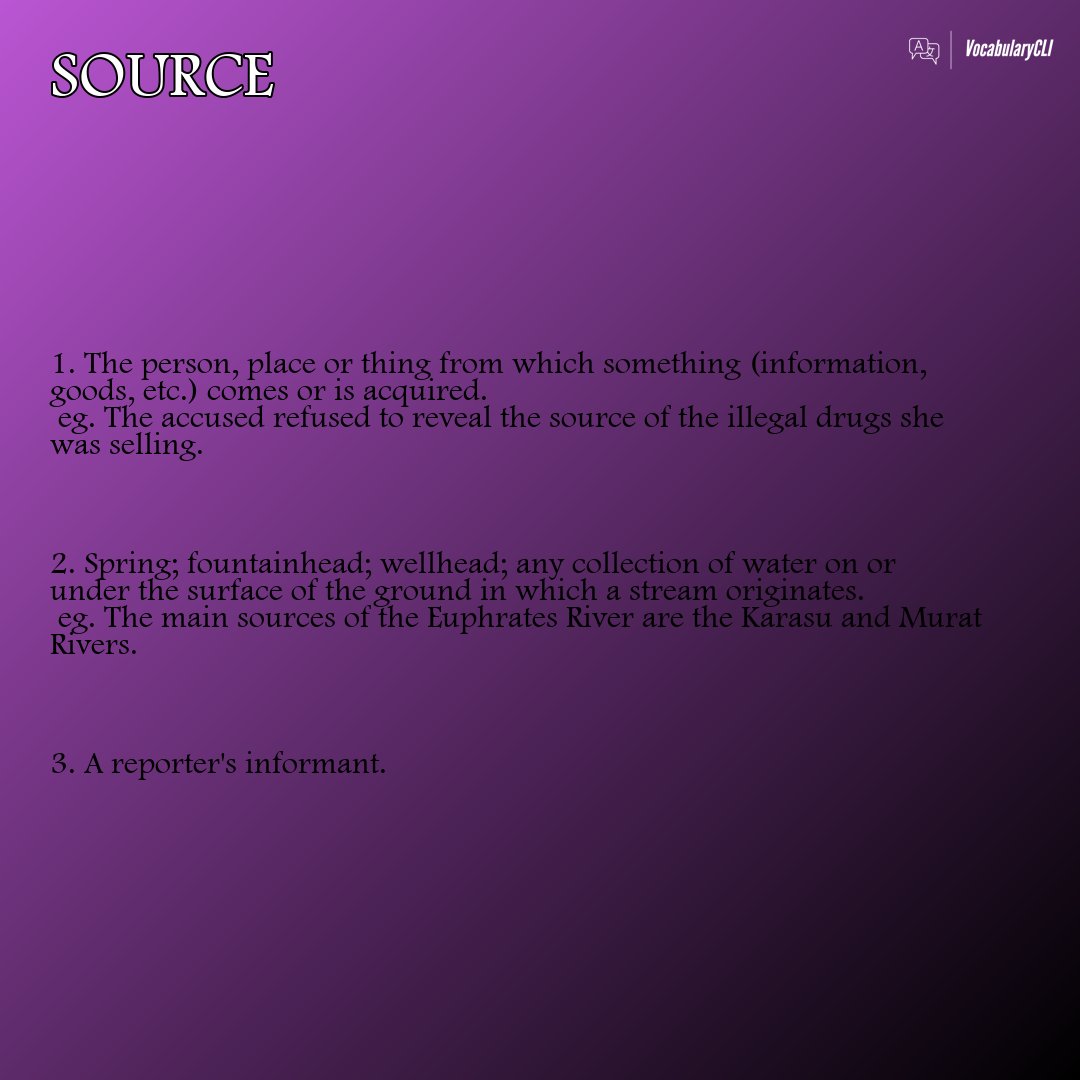 SOURCE
VocabularyCLI
1. The person, place or thing from which something (information,
goods, etc.) comes or is acquired.
eg. The accused refused to reveal the source of the illegal drugs she
was selling.
2. Spring; fountainhead; wellhead; any collection of water on or
under the surface of the ground in which a stream originates.
eg. The main sources of the Euphrates River are the Karasu and Murat
Rivers.
3. A reporter's informant.